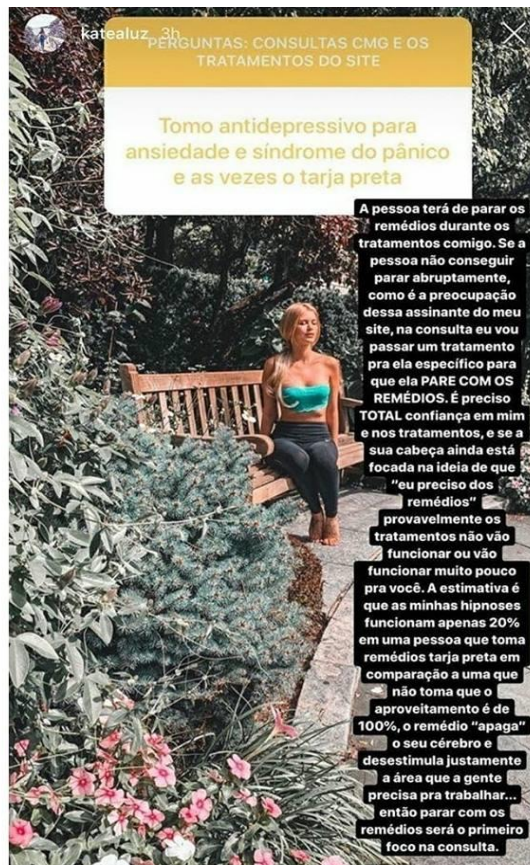 katealuz 3h
PERGUNTAS: CONSULTAS CMG E OS
TRATAMENTOS DO SITE
Tomo antidepressivo para
ansiedade e síndrome do pânico
e as vezes o tarja preta
A pessoa terá de parar os
remédios durante os
tratamentos comigo. Se a
pessoa não conseguir
parar abruptamente,
como é a preocupação
dessa assinante do meu
site, na consulta eu vou
passar um tratamento
pra ela específico para
que ela PARE COM OS
REMÉDIOS. É preciso
TOTAL confiança em mim
e nos tratamentos, e se a
sua cabeça ainda está
focada na ideia de que
"eu preciso dos
remédios"
provavelmente os
tratamentos não vão
funcionar ou vão
funcionar muito pouco
pra você. A estimativa é
que as minhas hipnoses
funcionam apenas 20%
em uma pessoa que toma
remédios tarja preta em
comparação a uma que
não toma que o
aproveitamento é de
100%, o remédio "apaga"
o seu cérebro e
desestimula justamente
a área que a gente
precisa pra trabalhar...
então parar com os
remédios será o primeiro
foco na consulta.